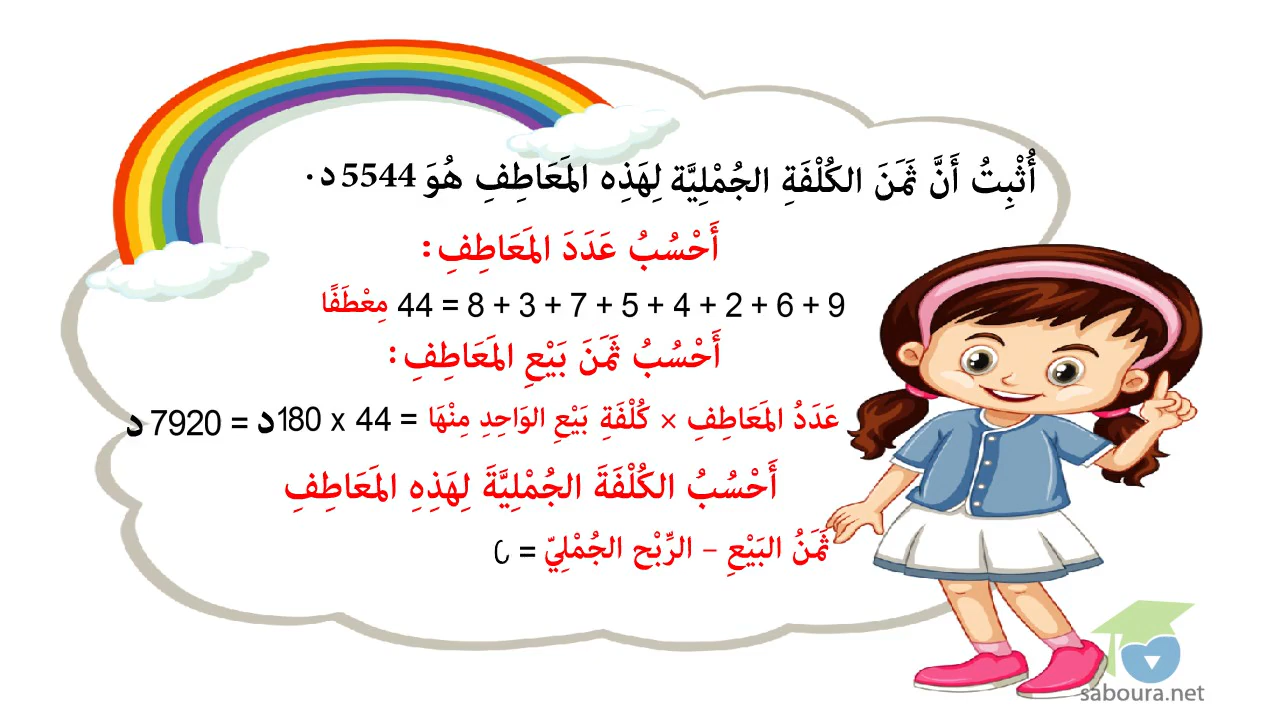 أُثْبِتُ أَنَّ ثَمَنَ الكُلْفَةِ الجُمْلِيَّة لِهَذِه المَعَاطِفِ هُوَ 5544 د.
أَحْسُبُ عَدَدَ المَعَاطِفِ:
9 + 6 + 2 + 4 + 5 + 7 + 3 + 8 = 44 مِعْطَفًا
أَحْسُبُ ثَمَنَ بَيْعِ المَعَاطِفِ:
عَدَدُ المَعَاطِفِ × كُلْفَةِ بَيْعِ الوَاحِدِ مِنْهَا = 44 x 180د = 7920 د
أَحْسُبُ الكُلْفَةَ الجُمْلِيَّةَ لِهَذِهِ المَعَاطِفِ
ثَمَنُ البَيْعِ – الرِّبْح الجُمْلِيّ =
saboura.net